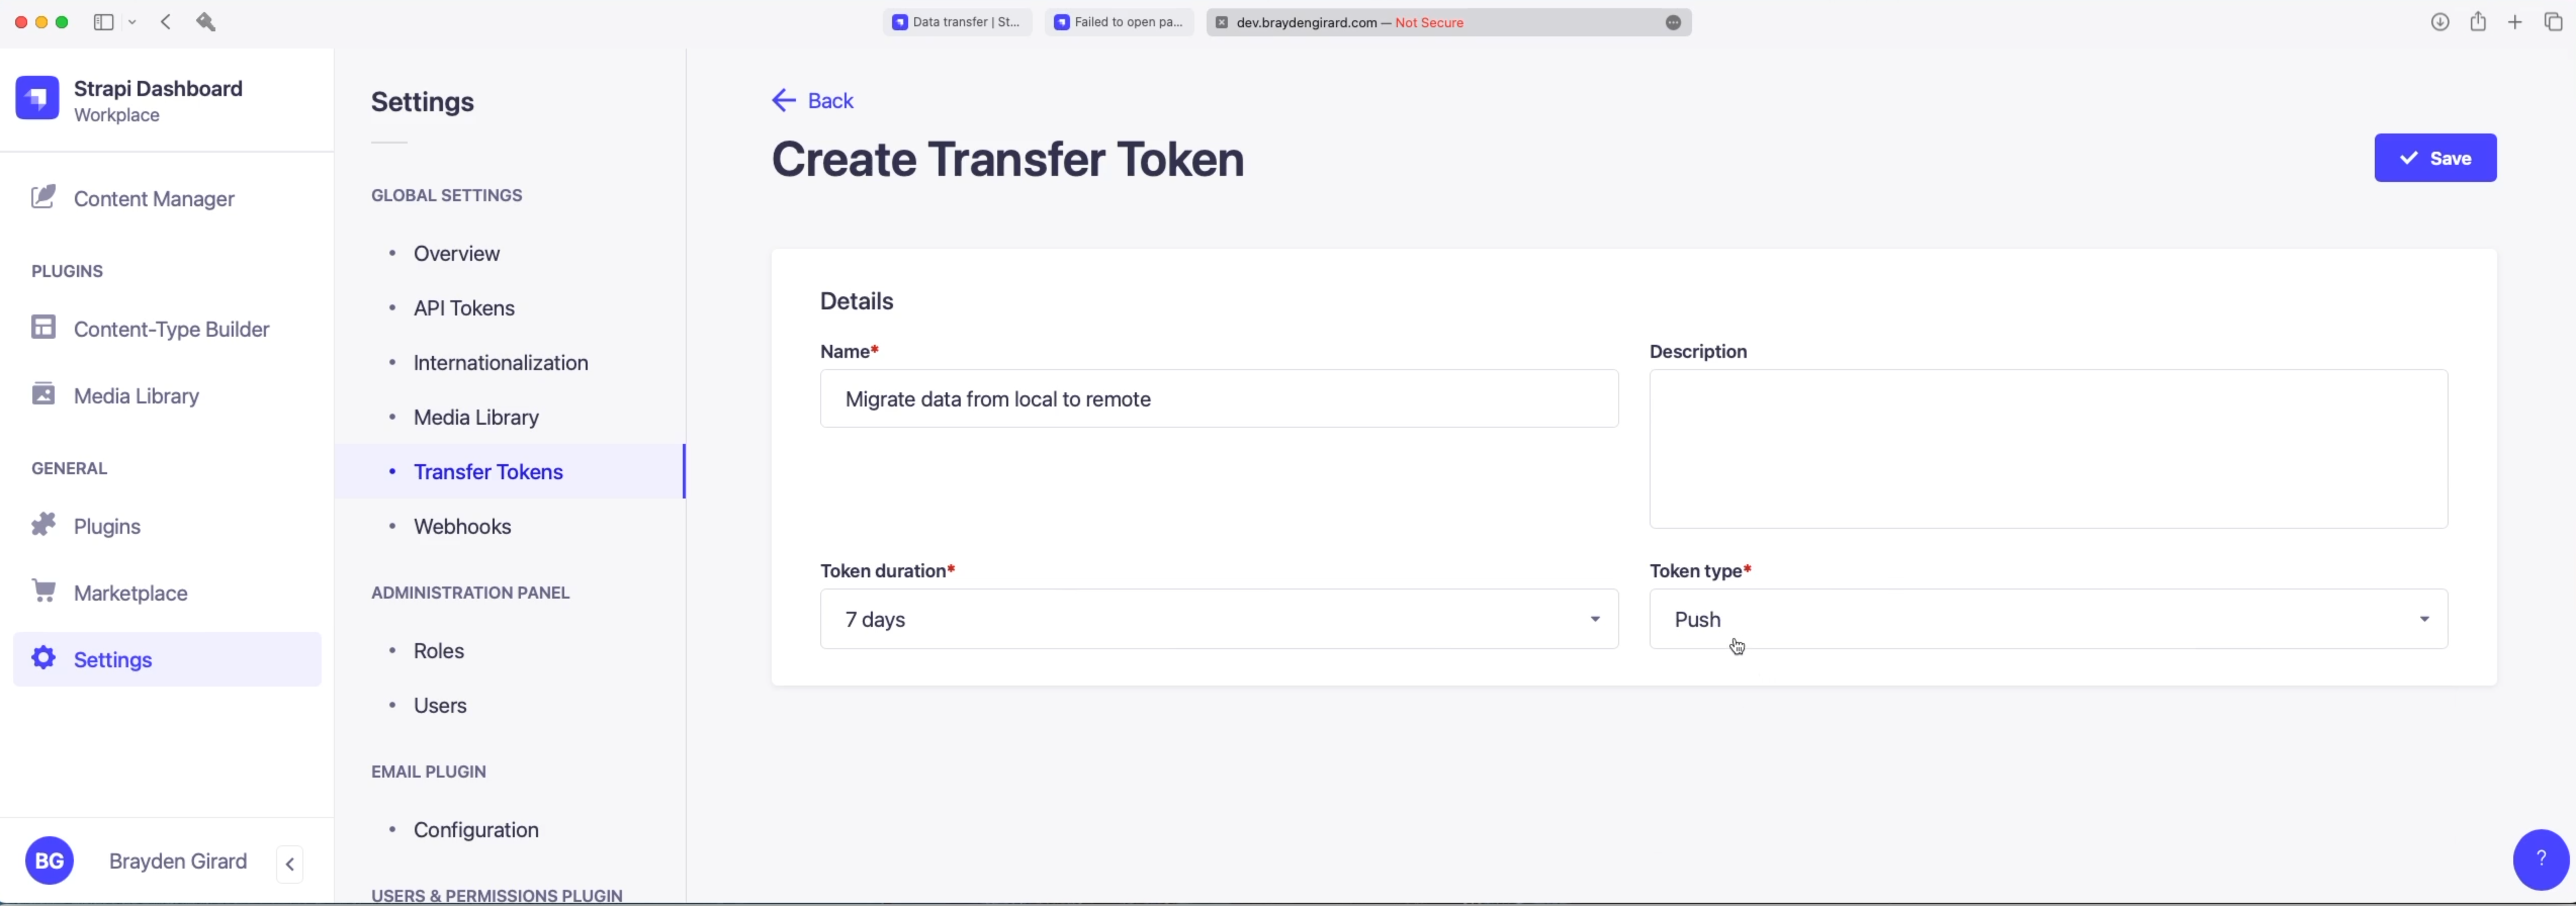 Data transfer | St...
Failed to open pa...
dev.braydengirard.com — Not Secure
Strapi Dashboard
Workplace
Content Manager
PLUGINS
Content-Type Builder
Media Library
GENERAL
Plugins
Marketplace
Settings
BG
Brayden Girard
Settings
GLOBAL SETTINGS
Overview
API Tokens
Internationalization
Media Library
Transfer Tokens
Webhooks
ADMINISTRATION PANEL
Roles
Users
EMAIL PLUGIN
Configuration
USERS & PERMISSIONS PLUGIN
Back
Create Transfer Token
Save
Details
Name*
Migrate data from local to remote
Description
Token duration*
7 days
Token type*
Push
?